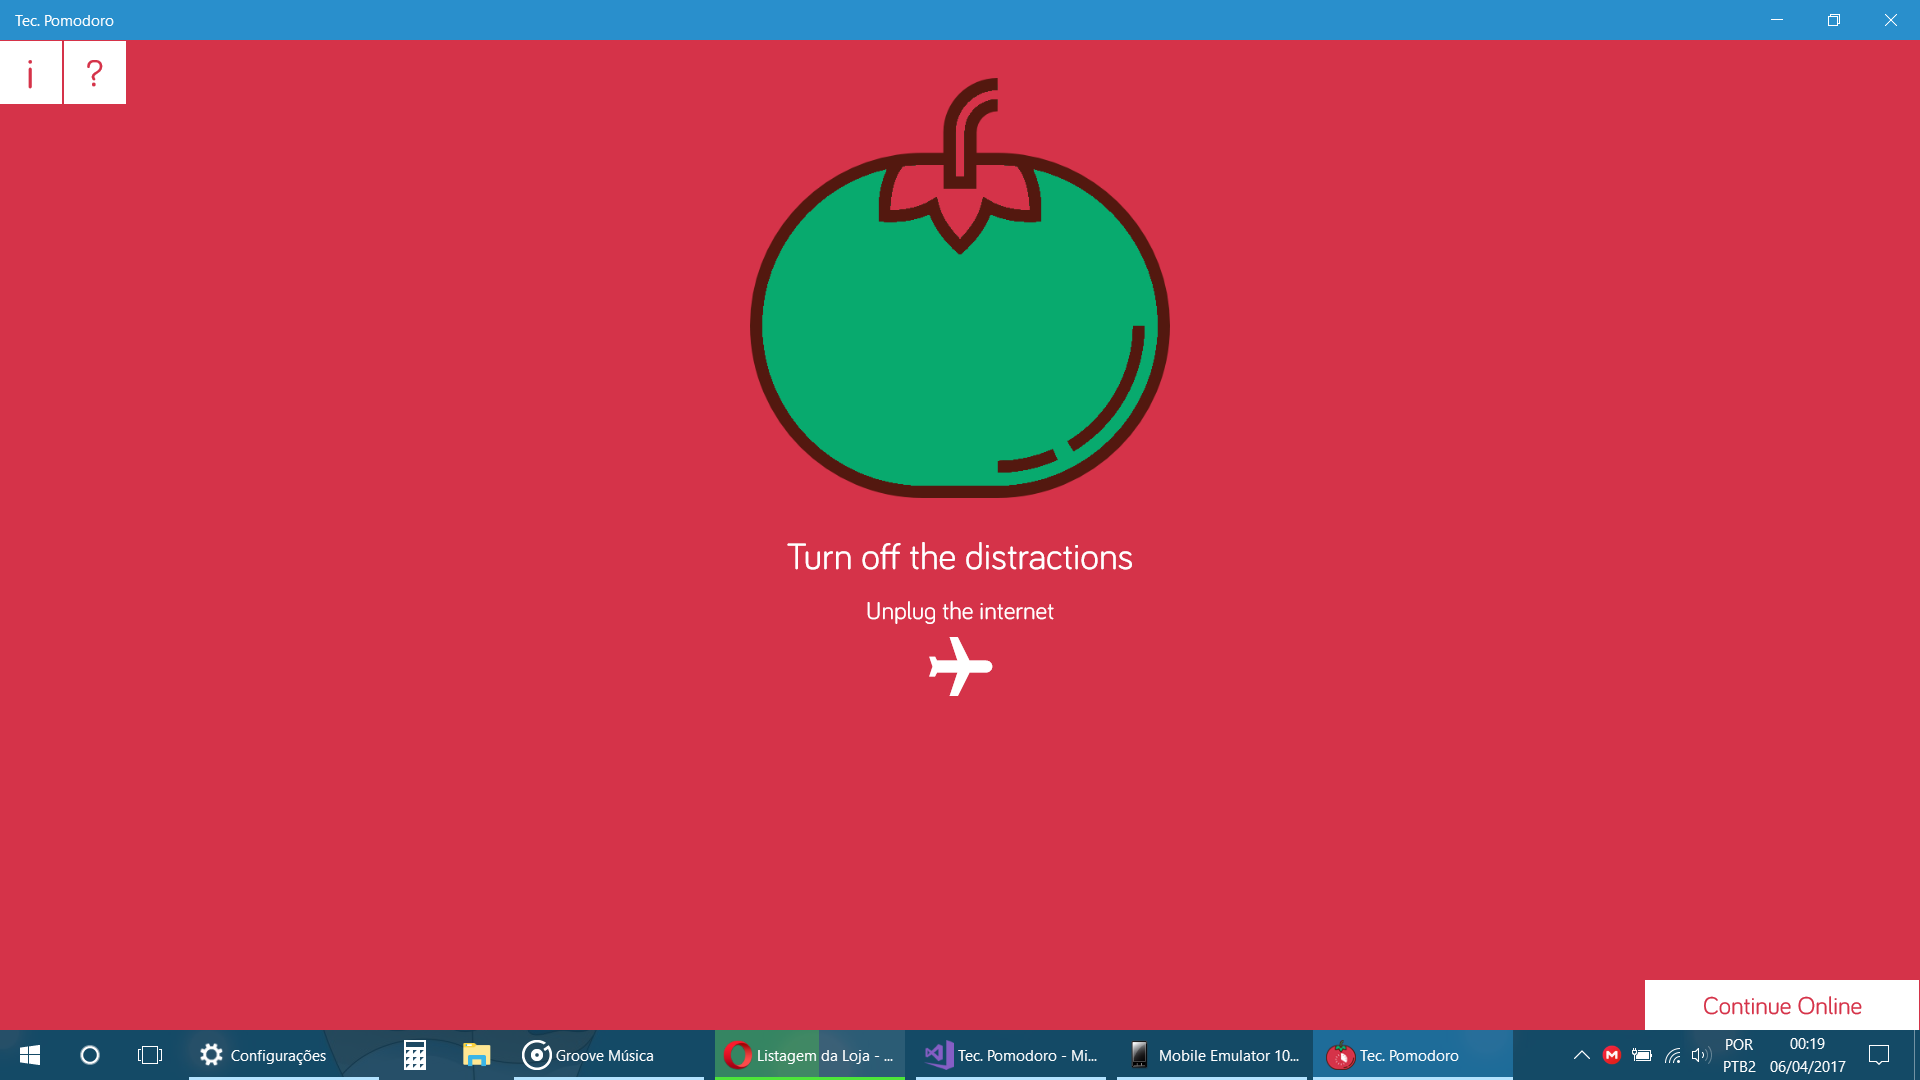 Tec. Pomodoro
i ?
Turn off the distractions
Unplug the internet
Continue Online
Configurações
Groove Música
Listagem da Loja - ...
Tec. Pomodoro - Mi...
Mobile Emulator 10...
Tec. Pomodoro
POR
PTB2
00:19
06/04/2017